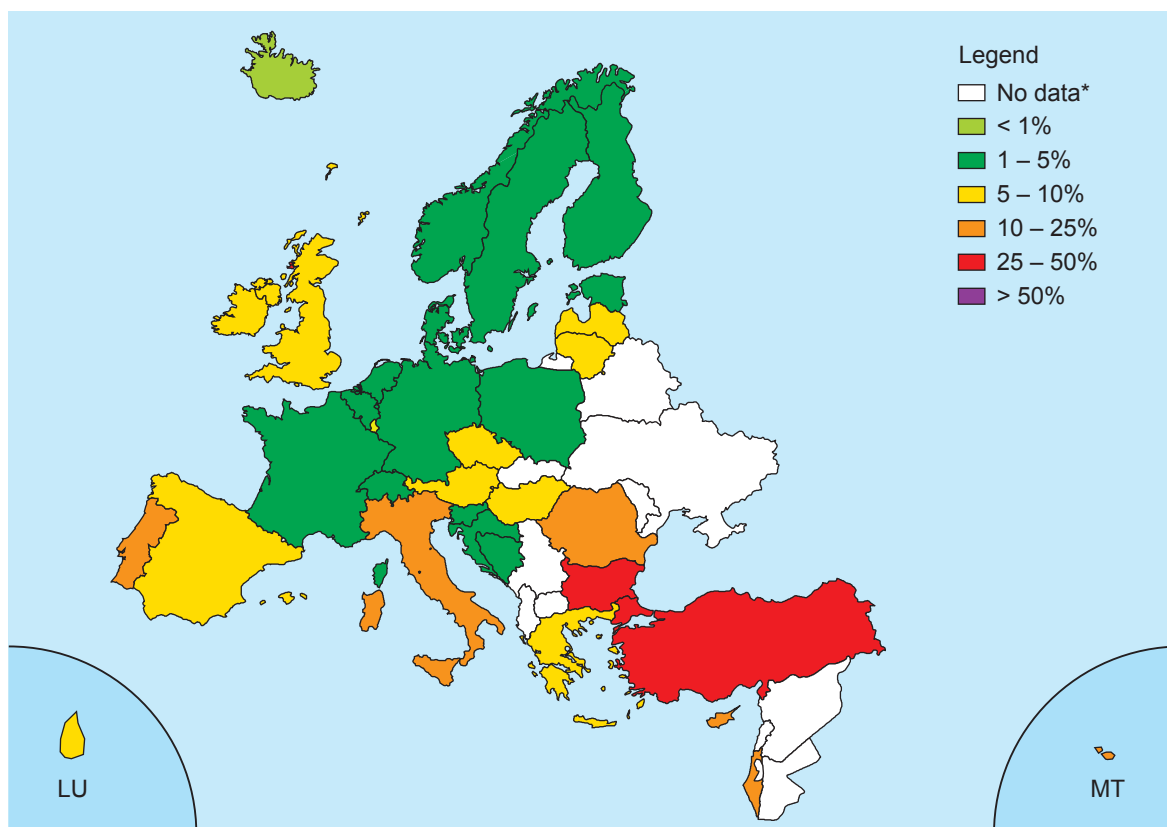 Legend
No data*
< 1%
1 – 5%
5 – 10%
10 – 25%
25 – 50%
> 50%
LU
MT